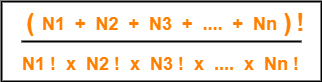 ( N1 + N2 + N3 + .... + Nn ) !
N1 ! x N2 ! x N3 ! x .... x Nn !